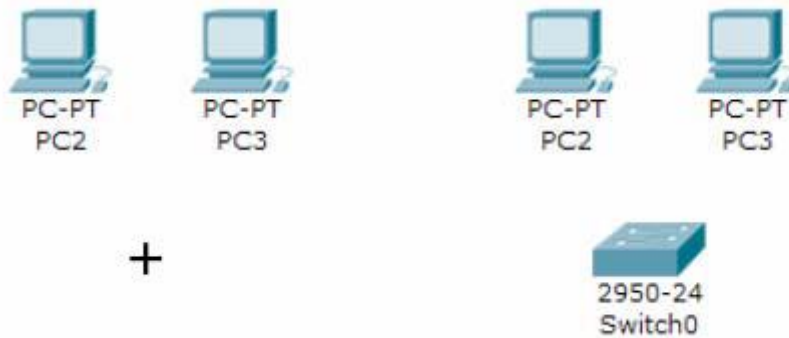 PC-PT
PC2
PC-PT
PC3
PC-PT
PC2
PC-PT
PC3
2950-24
Switch0